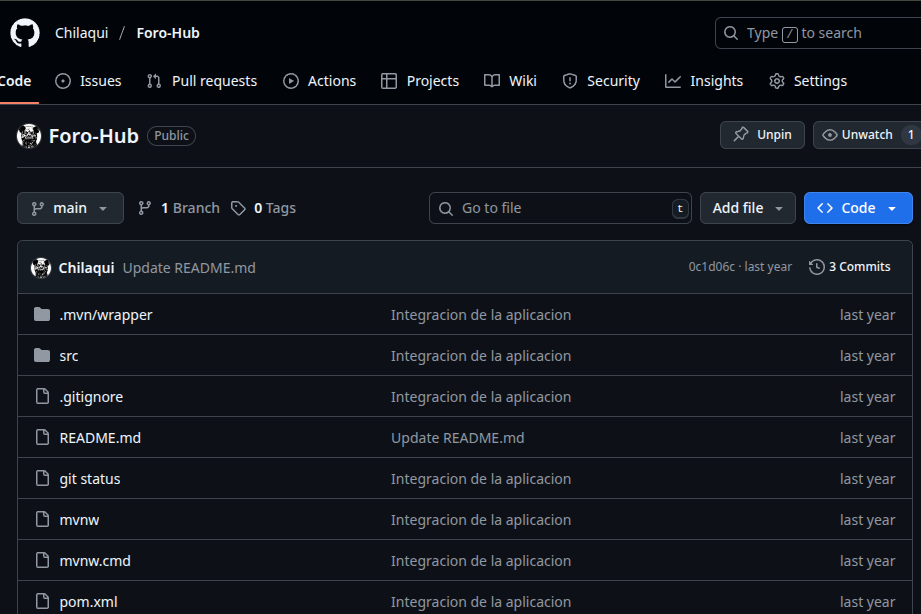 Chilaqui / Foro-Hub
Type / to search
Code Issues Pull requests Actions Projects Wiki Security Insights Settings
Foro-Hub Public
Unpin Unwatch 1
main 1 Branch 0 Tags
Go to file t Add file <> Code
Chilaqui Update README.md 0c1d06c · last year 3 Commits
.mvn/wrapper Integracion de la aplicacion last year
src Integracion de la aplicacion last year
.gitignore Integracion de la aplicacion last year
README.md Update README.md last year
git status Integracion de la aplicacion last year
mvnw Integracion de la aplicacion last year
mvnw.cmd Integracion de la aplicacion last year
pom.xml Integracion de la aplicacion last year